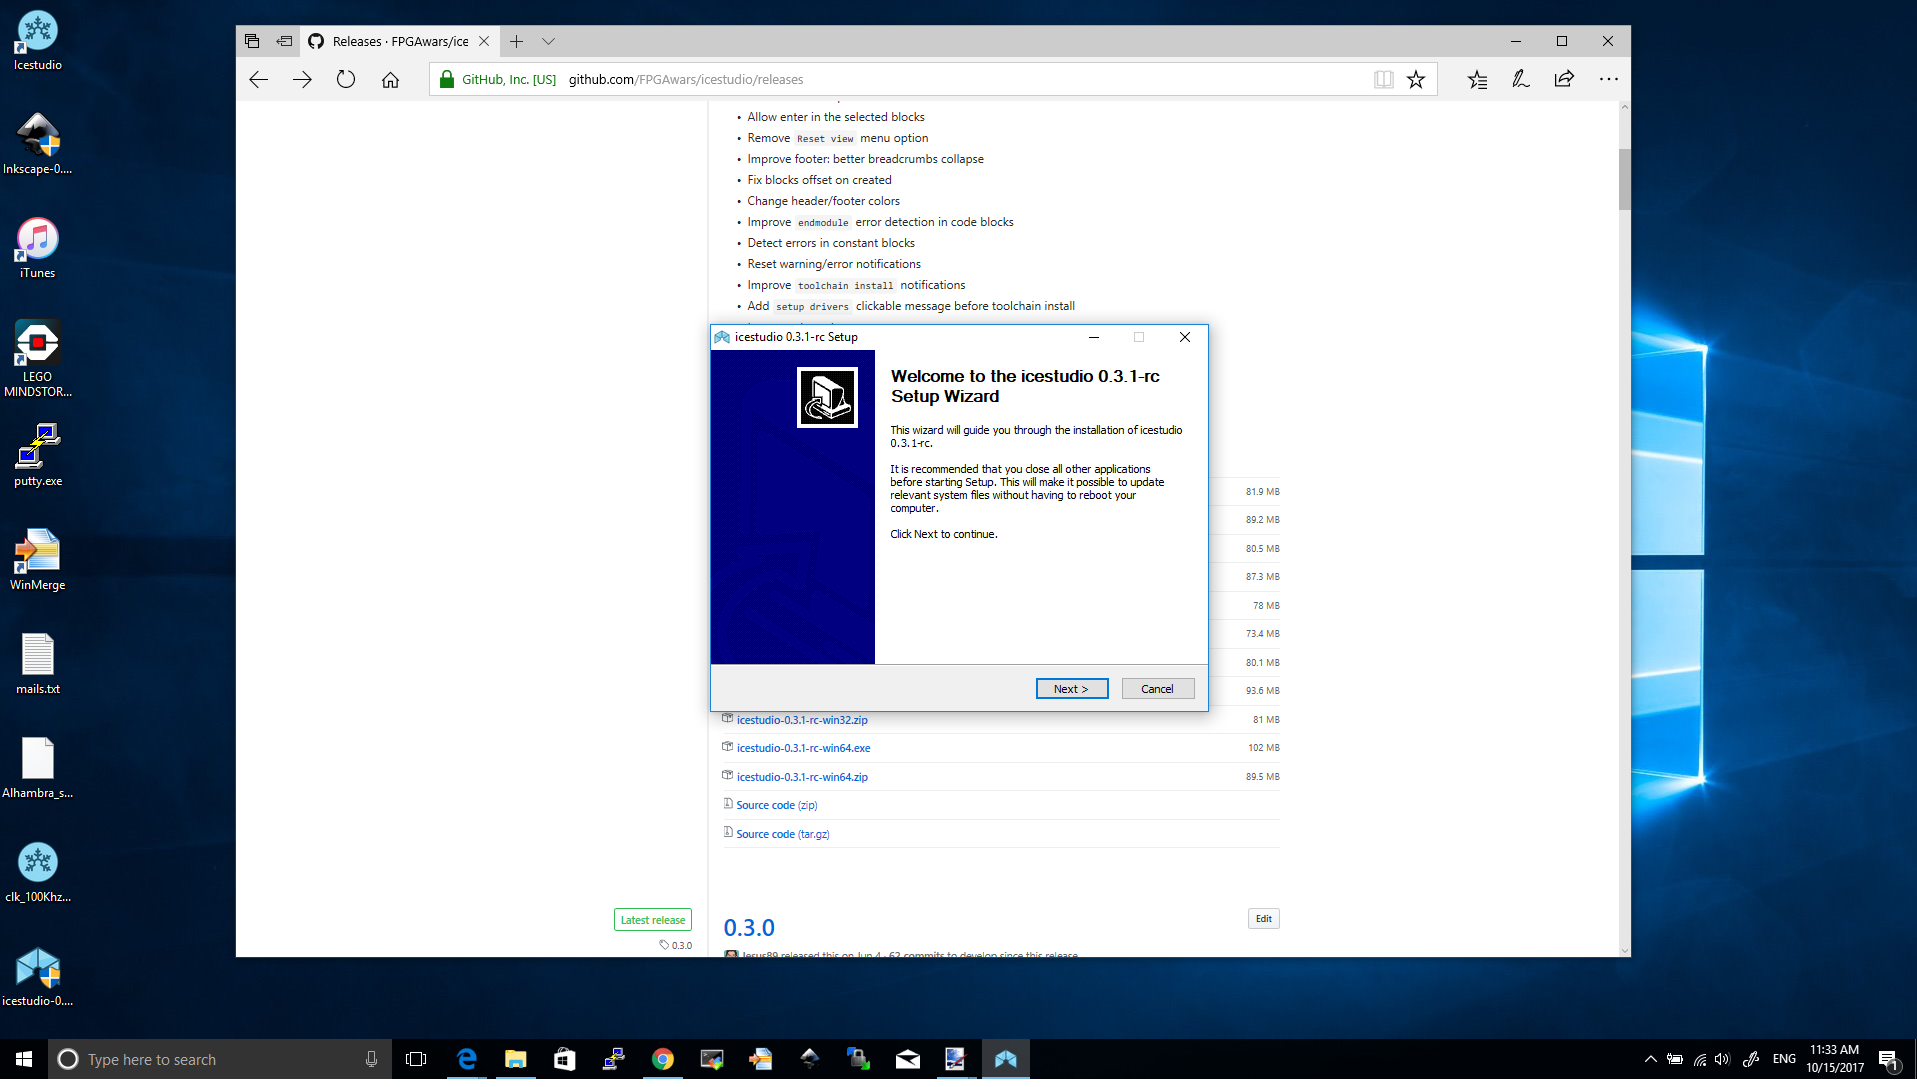 Icestudio
Inkscape-0....
iTunes
LEGO
MINDSTOR...
putty.exe
WinMerge
mails.txt
Alhambra_s...
clk_100Khz...
icestudio-0....
Releases · FPGAwars/ice
GitHub, Inc. [US] github.com/FPGAwars/icestudio/releases
• Allow enter in the selected blocks
• Remove Reset view menu option
• Improve footer: better breadcrumbs collapse
• Fix blocks offset on created
• Change header/footer colors
• Improve endmodule error detection in code blocks
• Detect errors in constant blocks
• Reset warning/error notifications
• Improve toolchain install notifications
• Add setup drivers clickable message before toolchain install
icestudio 0.3.1-rc Setup
Welcome to the icestudio 0.3.1-rc
Setup Wizard
This wizard will guide you through the installation of icestudio
0.3.1-rc.
It is recommended that you close all other applications
before starting Setup. This will make it possible to update
relevant system files without having to reboot your
computer.
Click Next to continue.
Next >
Cancel
81.9 MB
89.2 MB
80.5 MB
87.3 MB
78 MB
73.4 MB
80.1 MB
93.6 MB
icestudio-0.3.1-rc-win32.zip 81 MB
icestudio-0.3.1-rc-win64.exe 102 MB
icestudio-0.3.1-rc-win64.zip 89.5 MB
Source code (zip)
Source code (tar.gz)
Latest release
0.3.0
0.3.0
Edit
Jesus89 released this on Jun 4 · 62 commits to develop since this release
Type here to search
ENG
11:33 AM
10/15/2017
1